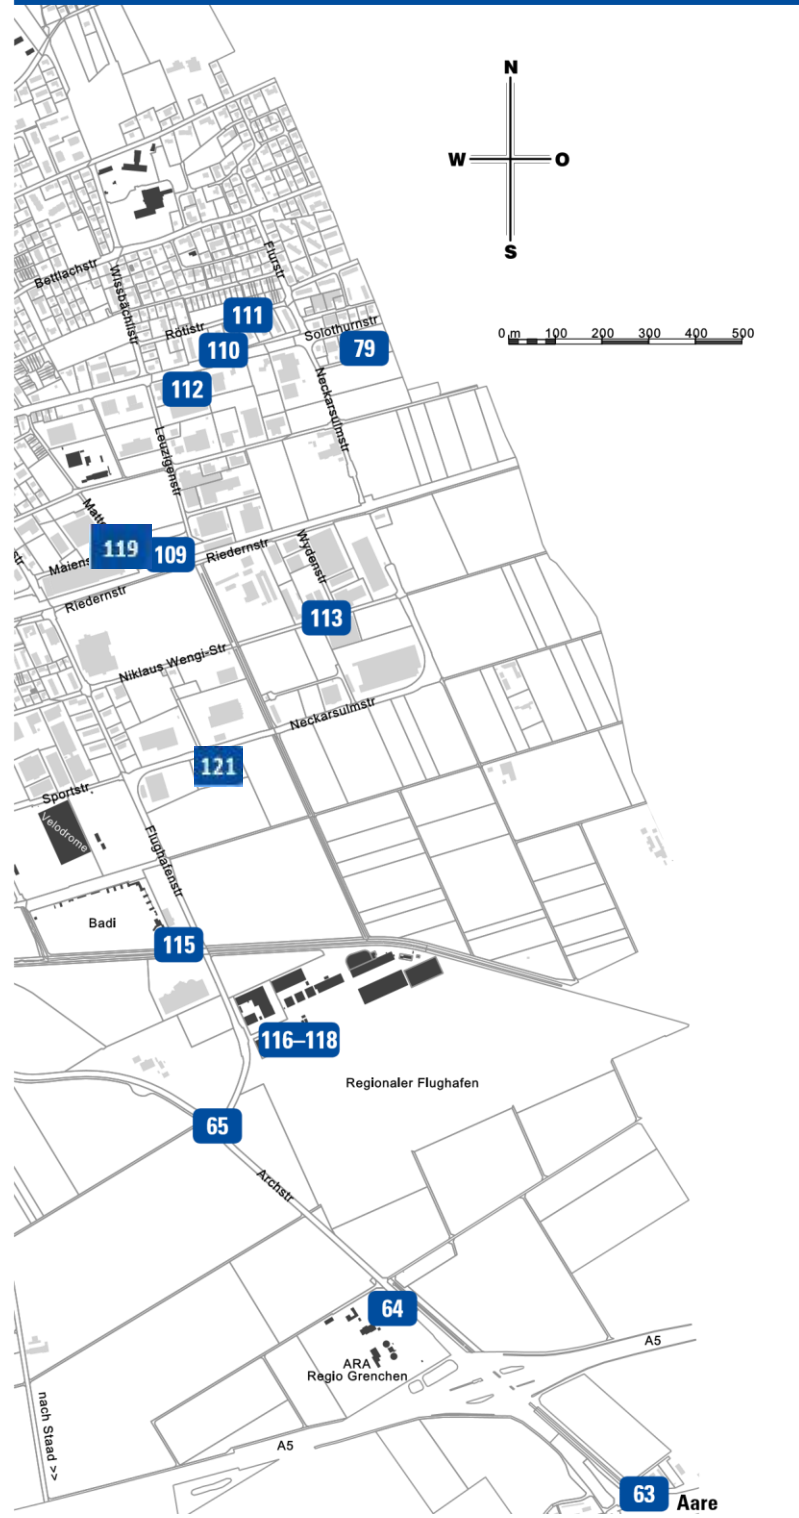 N
W
O
S
Bettlachstr
Wissbächlistr
Flurstr
111
Rötistr
Solothurnstr
0 m 100 200 300 400 500
110
79
112
Neckarsulmstr
Leuzigenstr
119
109
Maiens
Riedernstr
Wydenstr
Riedernstr
113
Niklaus Wengi-Str
Neckarsulmstr
121
Sportstr
Velodrome
Flughafenstr
Badi
115
116–118
Regionaler Flughafen
65
Archstr
64
ARA
Regio Grenchen
A5
nach Staad >>
A5
63
Aare